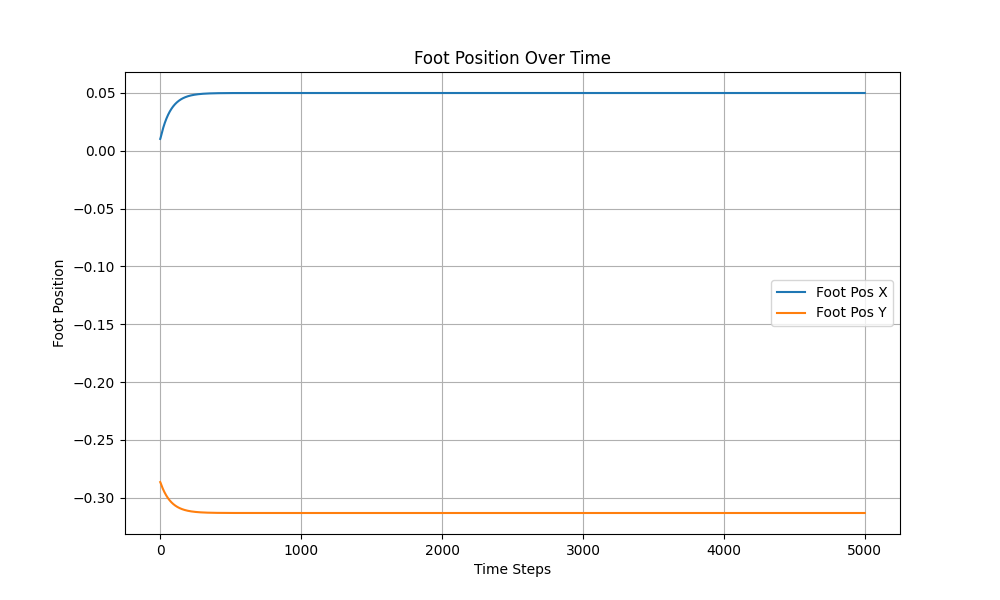 Foot Position Over Time
Foot Position
0.05
0.00
−0.05
−0.10
−0.15
−0.20
−0.25
−0.30
Foot Pos X
Foot Pos Y
0 1000 2000 3000 4000 5000
Time Steps